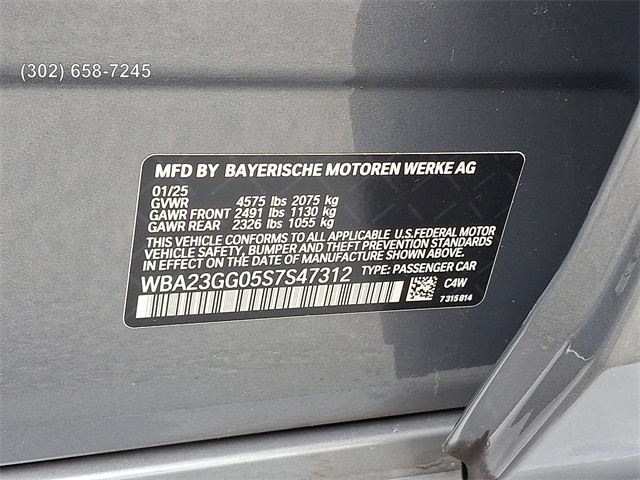 (302) 658-7245
MFD BY BAYERISCHE MOTOREN WERKE AG
01/25
GVWR 4575 lbs 2075 kg
GAWR FRONT 2491 lbs 1130 kg
GAWR REAR 2326 lbs 1055 kg
THIS VEHICLE CONFORMS TO ALL APPLICABLE U.S.FEDERAL MOTOR
VEHICLE SAFETY, BUMPER AND THEFT PREVENTION STANDARDS
IN EFFECT ON THE DATE OF MANUFACTURE SHOWN ABOVE.
WBA23GG05S7S47312 TYPE: PASSENGER CAR
C4W
7 315 814